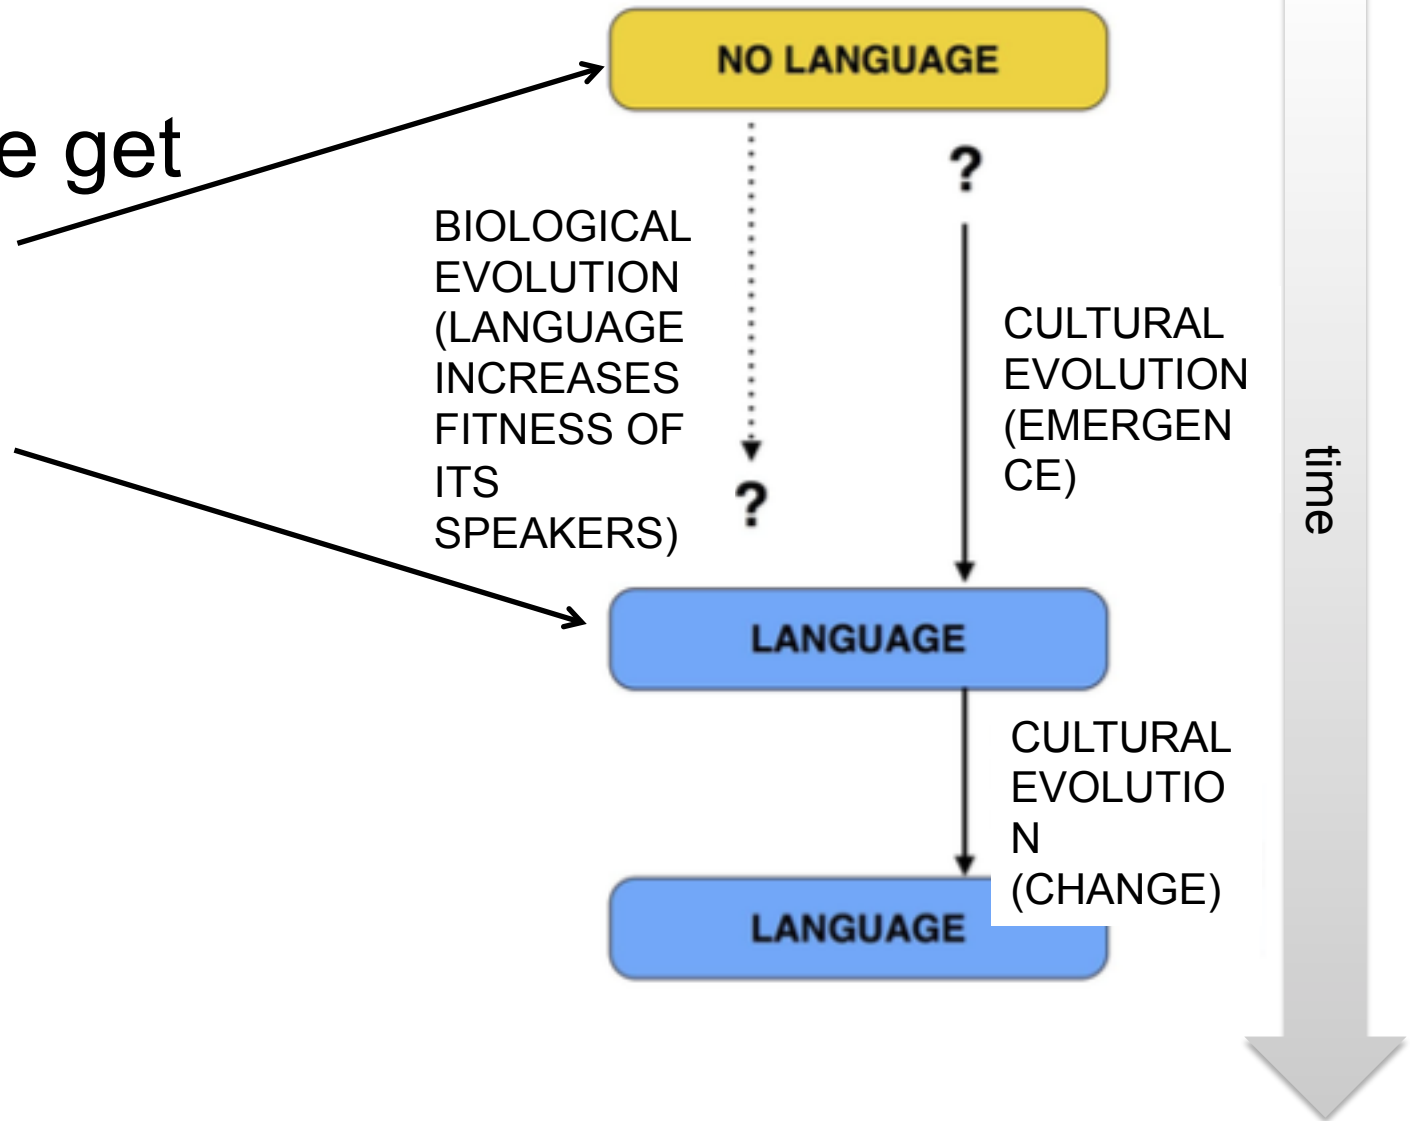 NO LANGUAGE
e get
?
BIOLOGICAL
EVOLUTION
(LANGUAGE
INCREASES
FITNESS OF
ITS
SPEAKERS)
?
CULTURAL
EVOLUTION
(EMERGEN
CE)
time
LANGUAGE
CULTURAL
EVOLUTIO
N
(CHANGE)
LANGUAGE